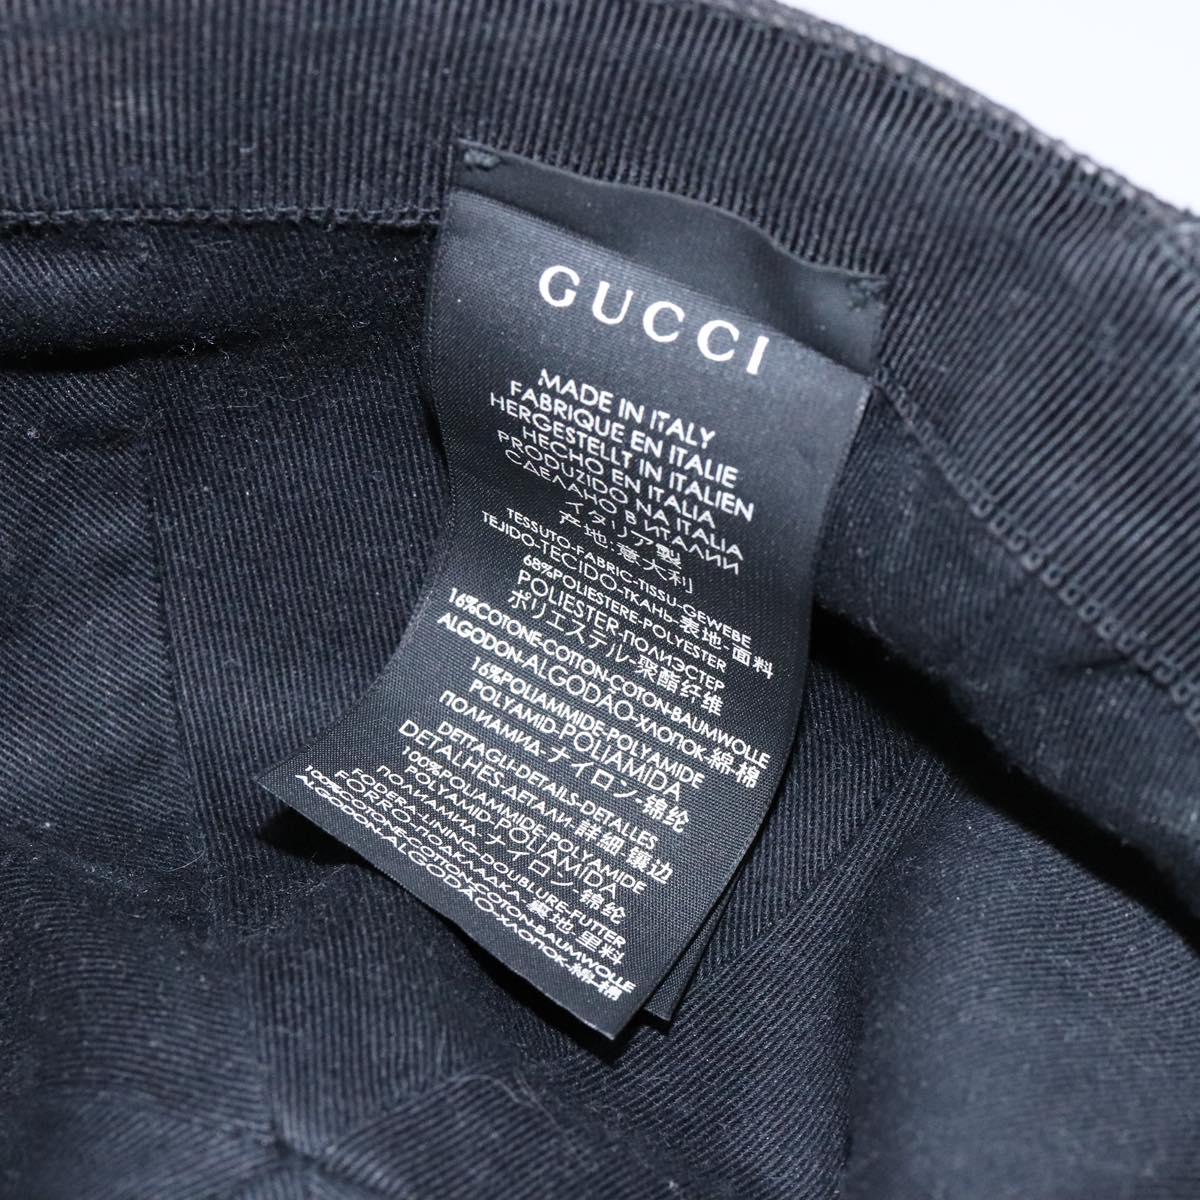 GUCCI
MADE IN ITALY
FABRIQUE EN ITALIE
HERGESTELLT IN ITALIEN
HECHO EN ITALIA
PRODUZIDO NA ITALIA
СДЕЛАНО В ИТАЛИИ
イタリア製
产地:意大利
TESSUTO-FABRIC-TISSU-GEWEBE
TEJIDO-TECIDO-ТКАНЬ-表地-面料
68%POLIESTERE-POLYESTER
POLIESTER-ПОЛИЭСТЕР
ポリエステル-聚酯纤维
16%COTONE-COTTON-COTON-BAUMWOLLE
ALGODON-ALGODÃO-ХЛОПОК-綿-棉
16%POLIAMMIDE-POLYAMIDE
POLYAMID-POLIAMIDA
ПОЛИАМИД-ナイロン-锦纶
DETTAGLI-DETAILS-DETALLES
DETALHES-ДЕТАЛИ-詳細-镶边
100%POLIAMMIDE-POLYAMIDE
POLYAMID-POLIAMIDA
ПОЛИАМИД-ナイロン-锦纶
FODERA-LINING-DOUBLURE-FUTTER
FORRO-ПОДКЛАДКА-裏地-里料
100%COTONE-COTTON-COTON-BAUMWOLLE
ALGODON-ALGODÃO-ХЛОПОК-綿-棉